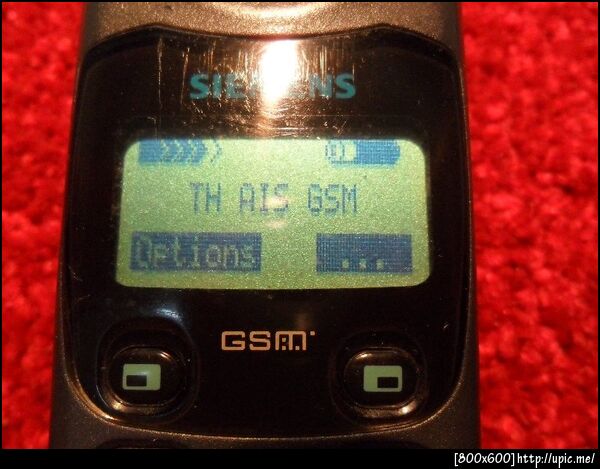 SIEMENS
TH AIS GSM
Options ...
GSM
[800x600]http://upic.me/